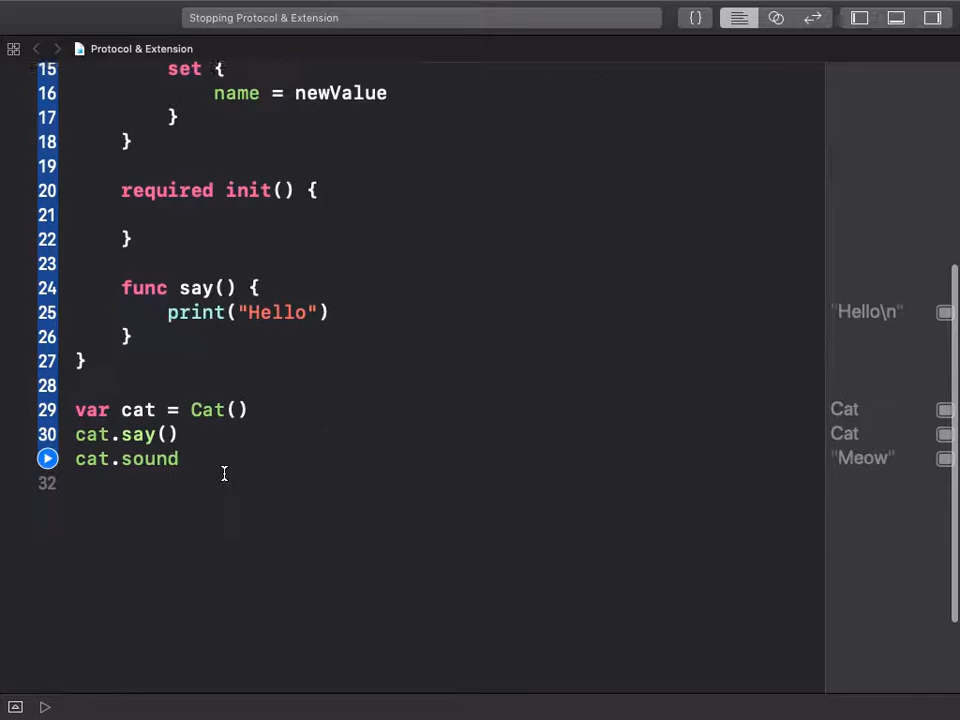 Stopping Protocol & Extension
Protocol & Extension
15 set {
16 name = newValue
17 }
18 }
19
20 required init() {
21
22 }
23
24 func say() {
25 print("Hello") "Hello\n"
26 }
27 }
28
29 var cat = Cat() Cat
30 cat.say() Cat
cat.sound "Meow"
32